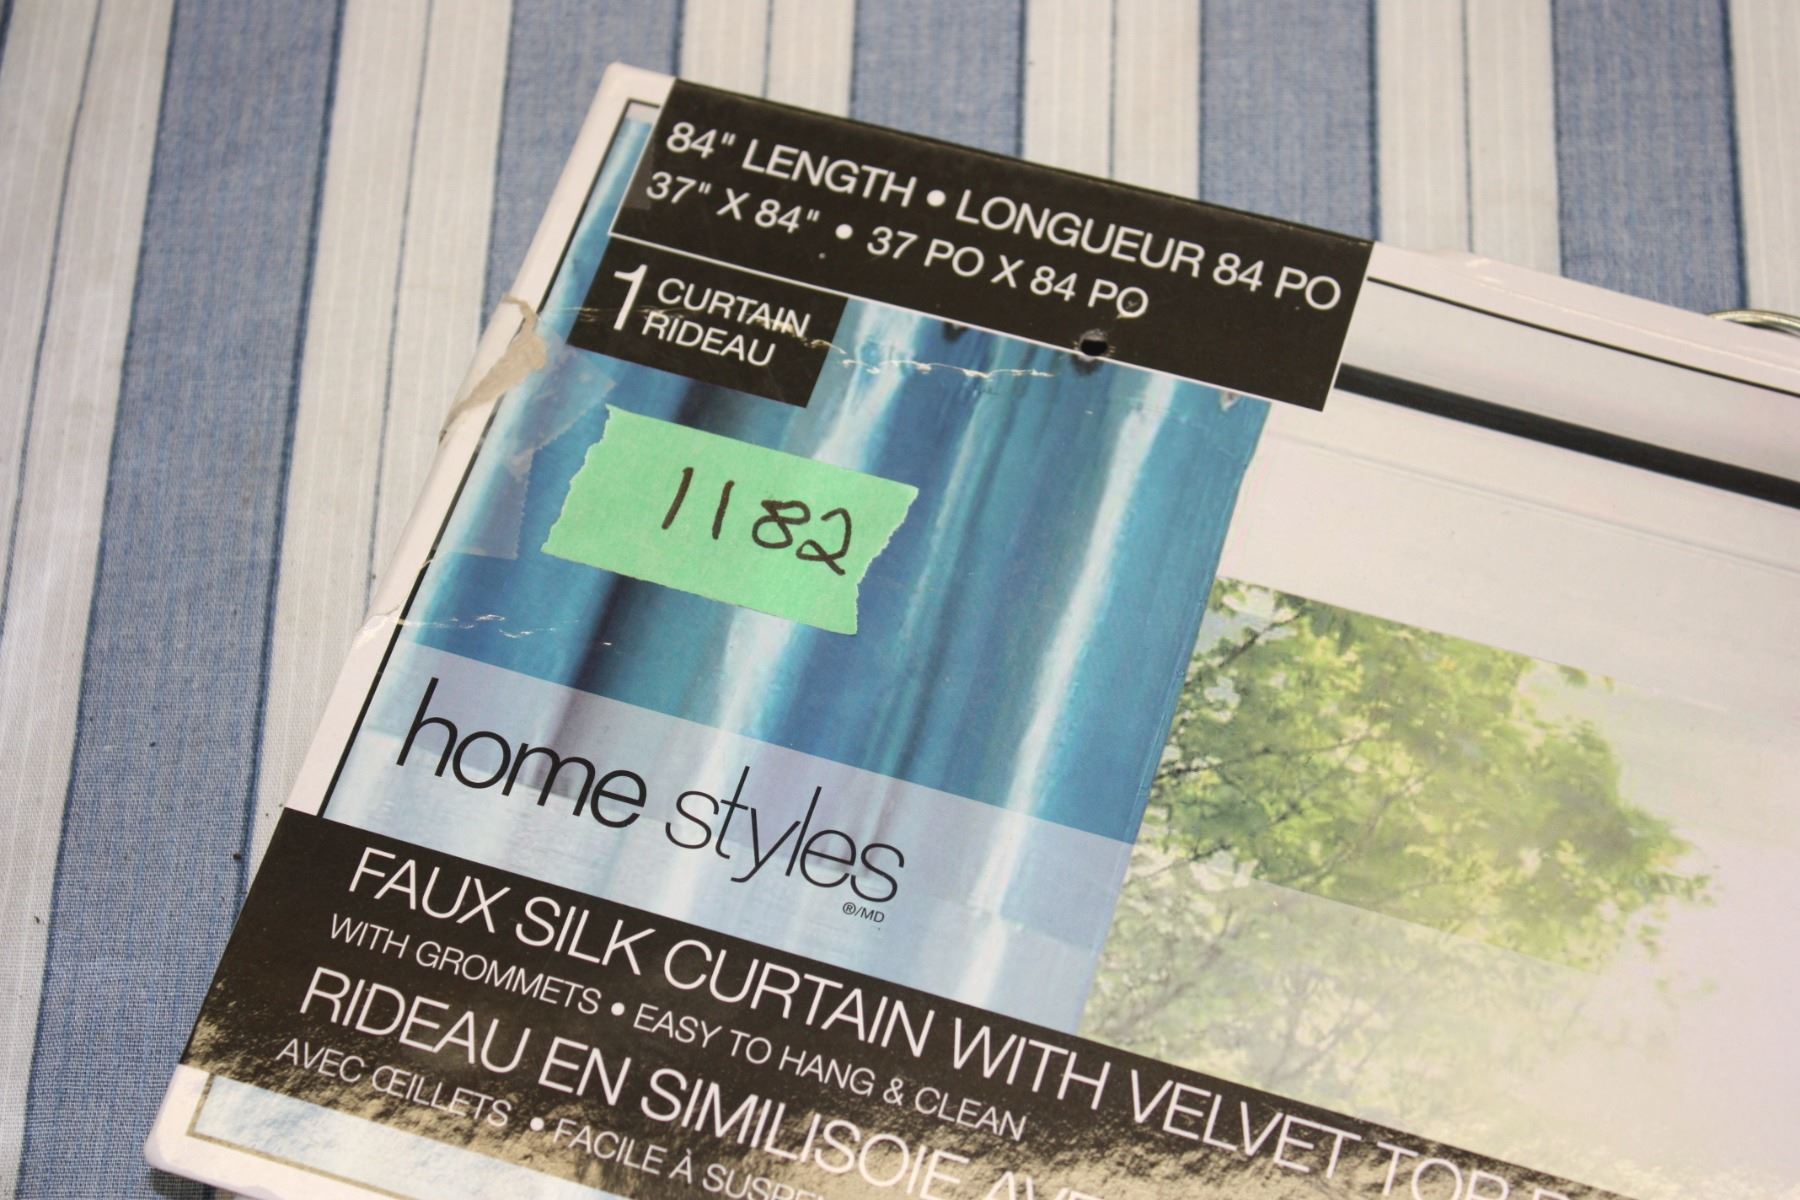 84" LENGTH • LONGUEUR 84 PO
37" X 84" • 37 PO X 84 PO
1 CURTAIN
RIDEAU
1182
home styles
®/MD
FAUX SILK CURTAIN WITH VELVET TOP
WITH GROMMETS • EASY TO HANG & CLEAN
RIDEAU EN SIMILISOIE
AVEC ŒILLETS • FACILE À